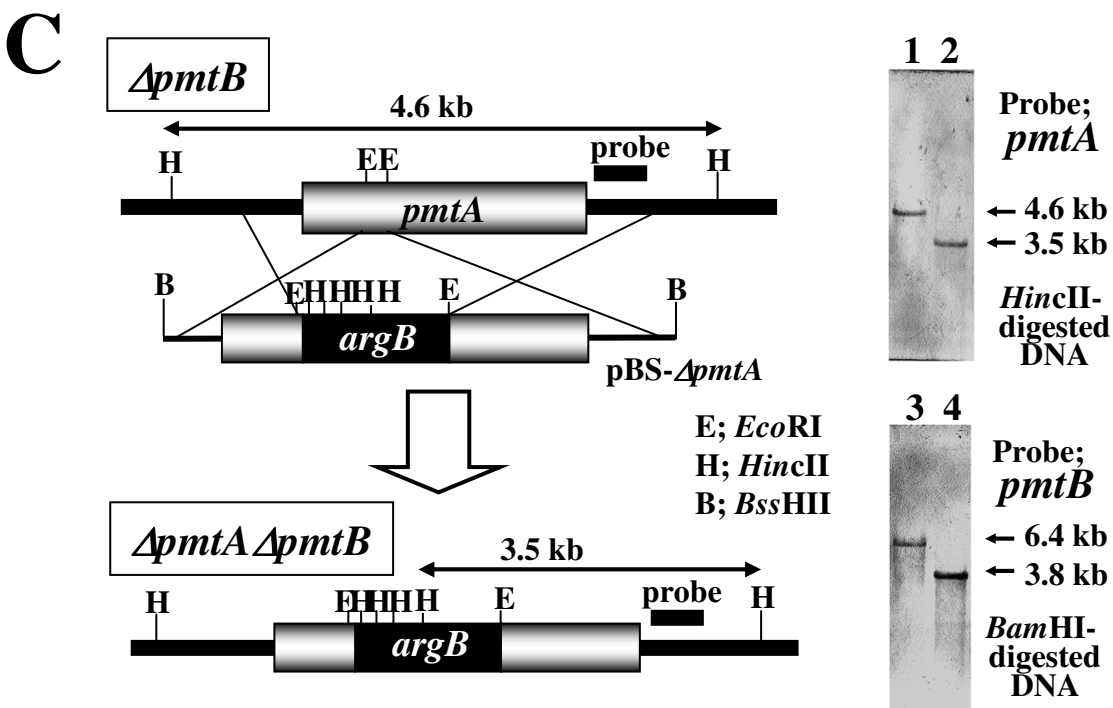 C
ΔpmtB
4.6 kb
H
EE
probe
H
pmtA
B
E
H
H
H
H
E
B
argB
pBS-ΔpmtA
E; EcoRI
H; HincII
B; BssHII
ΔpmtAΔpmtB
3.5 kb
H
E
H
H
H
H
E
probe
H
argB
1 2
Probe;
pmtA
← 4.6 kb
← 3.5 kb
HincII-
digested
DNA
3 4
Probe;
pmtB
← 6.4 kb
← 3.8 kb
BamHI-
digested
DNA